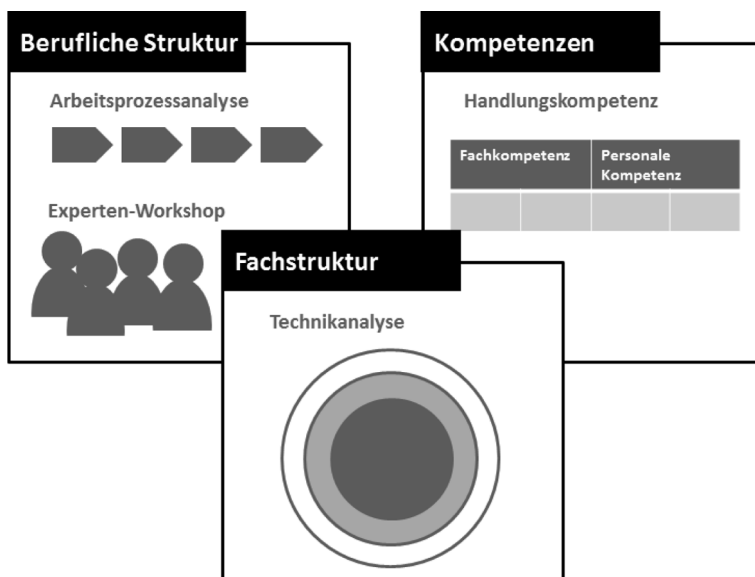 Berufliche Struktur
Arbeitsprozessanalyse
Experten-Workshop
Kompetenzen
Handlungskompetenz
Fachkompetenz
Personale
Kompetenz
Fachstruktur
Technikanalyse